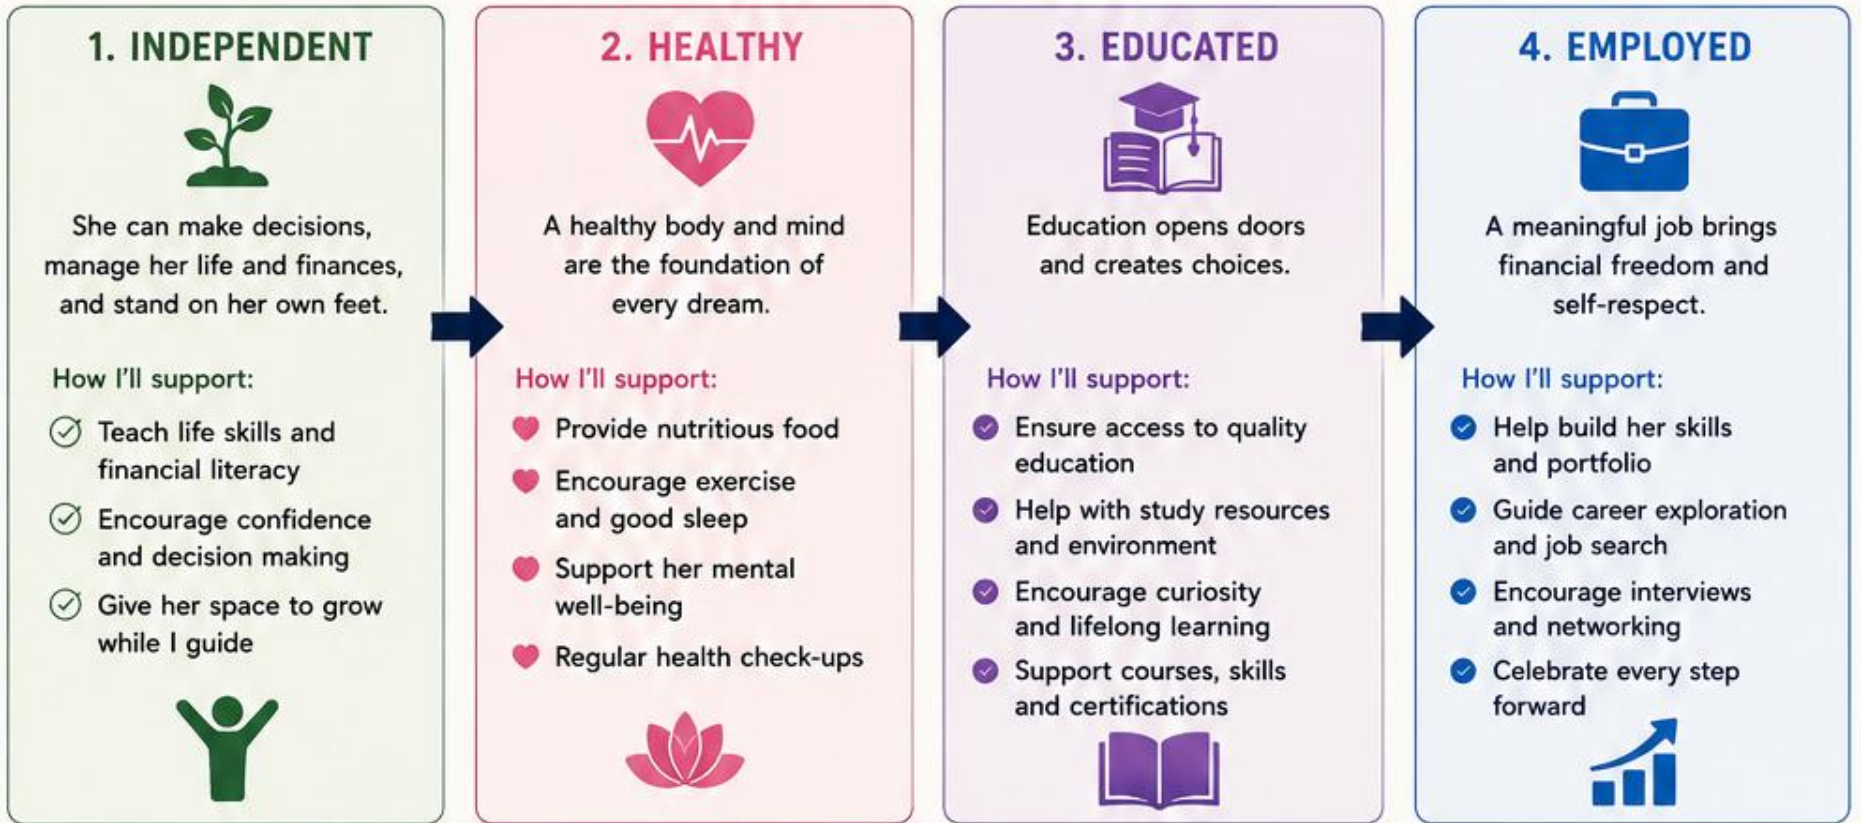 1. INDEPENDENT
She can make decisions,
manage her life and finances,
and stand on her own feet.
How I'll support:
Teach life skills and
financial literacy
Encourage confidence
and decision making
Give her space to grow
while I guide
2. HEALTHY
A healthy body and mind
are the foundation of
every dream.
How I'll support:
Provide nutritious food
Encourage exercise
and good sleep
Support her mental
well-being
Regular health check-ups
3. EDUCATED
Education opens doors
and creates choices.
How I'll support:
Ensure access to quality
education
Help with study resources
and environment
Encourage curiosity
and lifelong learning
Support courses, skills
and certifications
4. EMPLOYED
A meaningful job brings
financial freedom and
self-respect.
How I'll support:
Help build her skills
and portfolio
Guide career exploration
and job search
Encourage interviews
and networking
Celebrate every step
forward